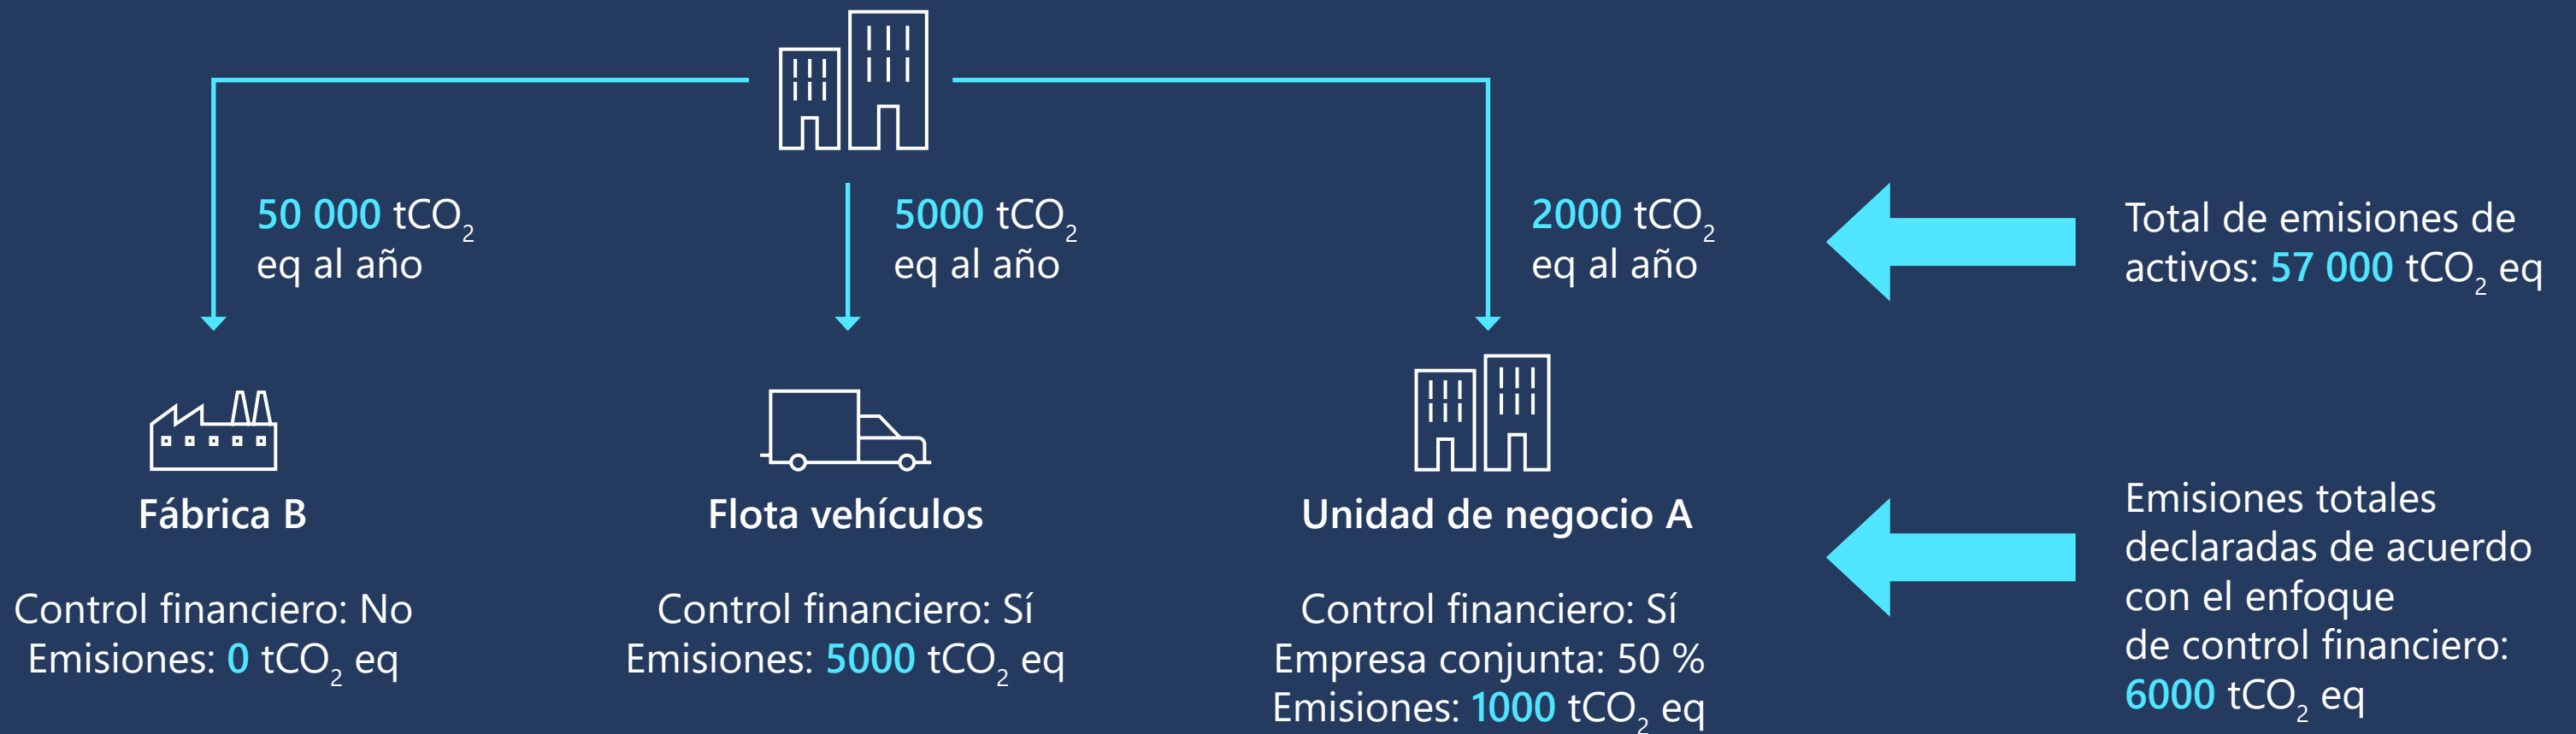 50 000 tCO₂
eq al año
5000 tCO₂
eq al año
2000 tCO₂
eq al año
Total de emisiones de
activos: 57 000 tCO₂ eq
Fábrica B
Control financiero: No
Emisiones: 0 tCO₂ eq
Flota vehículos
Control financiero: Sí
Emisiones: 5000 tCO₂ eq
Unidad de negocio A
Control financiero: Sí
Empresa conjunta: 50 %
Emisiones: 1000 tCO₂ eq
Emisiones totales
declaradas de acuerdo
con el enfoque
de control financiero:
6000 tCO₂ eq